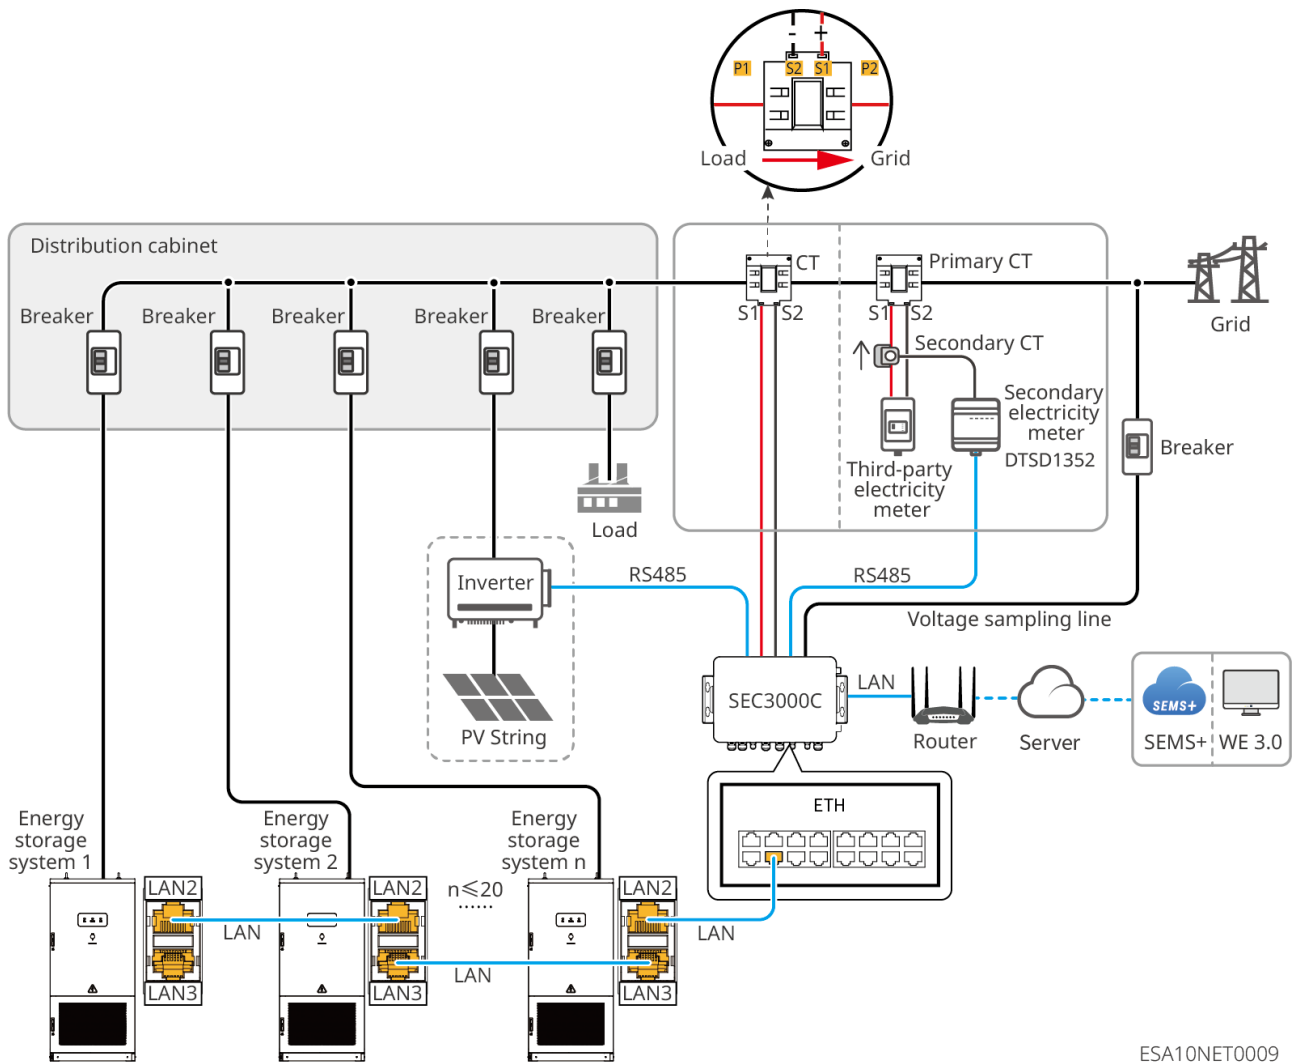 - +
P1 S2 S1 P2
Load Grid
Distribution cabinet
CT
Primary CT
Breaker Breaker Breaker Breaker Breaker
S1 S2
S1 S2
Grid
Secondary CT
Secondary
electricity
meter
DTSD1352
Breaker
Third-party
electricity
meter
Load
Inverter
RS485
RS485
Voltage sampling line
PV String
SEC3000C
LAN
Router
Server
SEMS+
SEMS+ WE 3.0
ETH
Energy
storage
system 1
Energy
storage
system 2
Energy
storage
system n
LAN2
LAN2
n≤20
......
LAN2
LAN
LAN
LAN
LAN3
LAN3
LAN3
ESA10NET0009